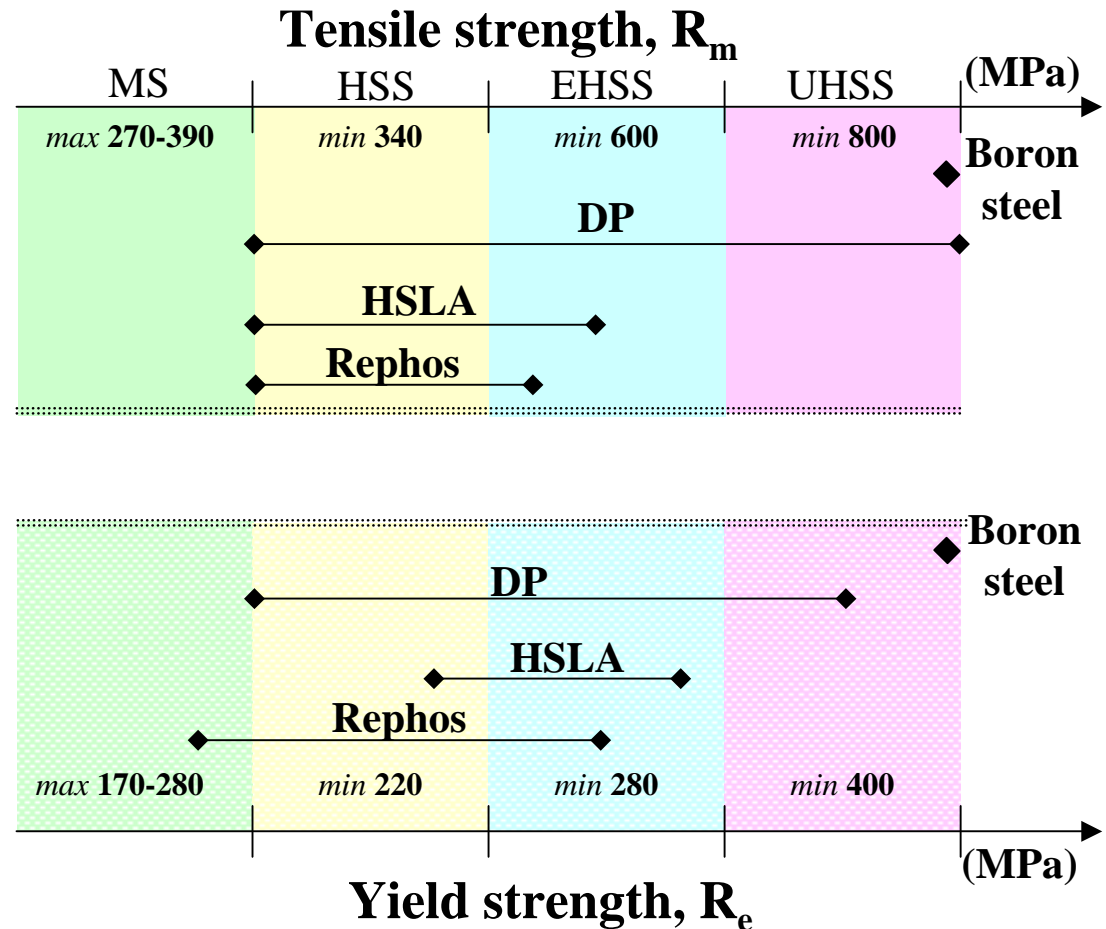 Tensile strength, Rm
(MPa)
MS HSS EHSS UHSS
max 270-390 min 340 min 600 min 800
Boron
steel
DP
HSLA
Rephos
Boron
steel
DP
HSLA
Rephos
max 170-280 min 220 min 280 min 400
(MPa)
Yield strength, Re